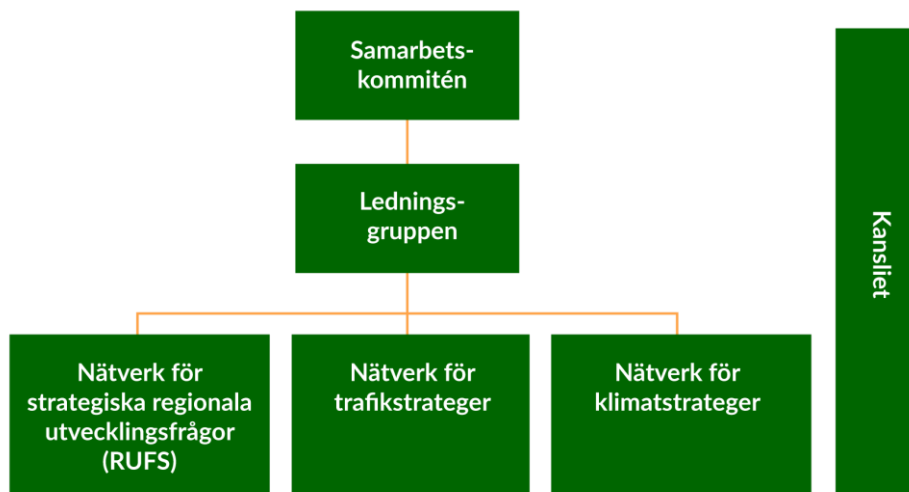 Samarbets-
kommitén
Lednings-
gruppen
Nätverk för
strategiska regionala
utvecklingsfrågor
(RUFS)
Nätverk för
trafikstrateger
Nätverk för
klimatstrateger
Kansliet